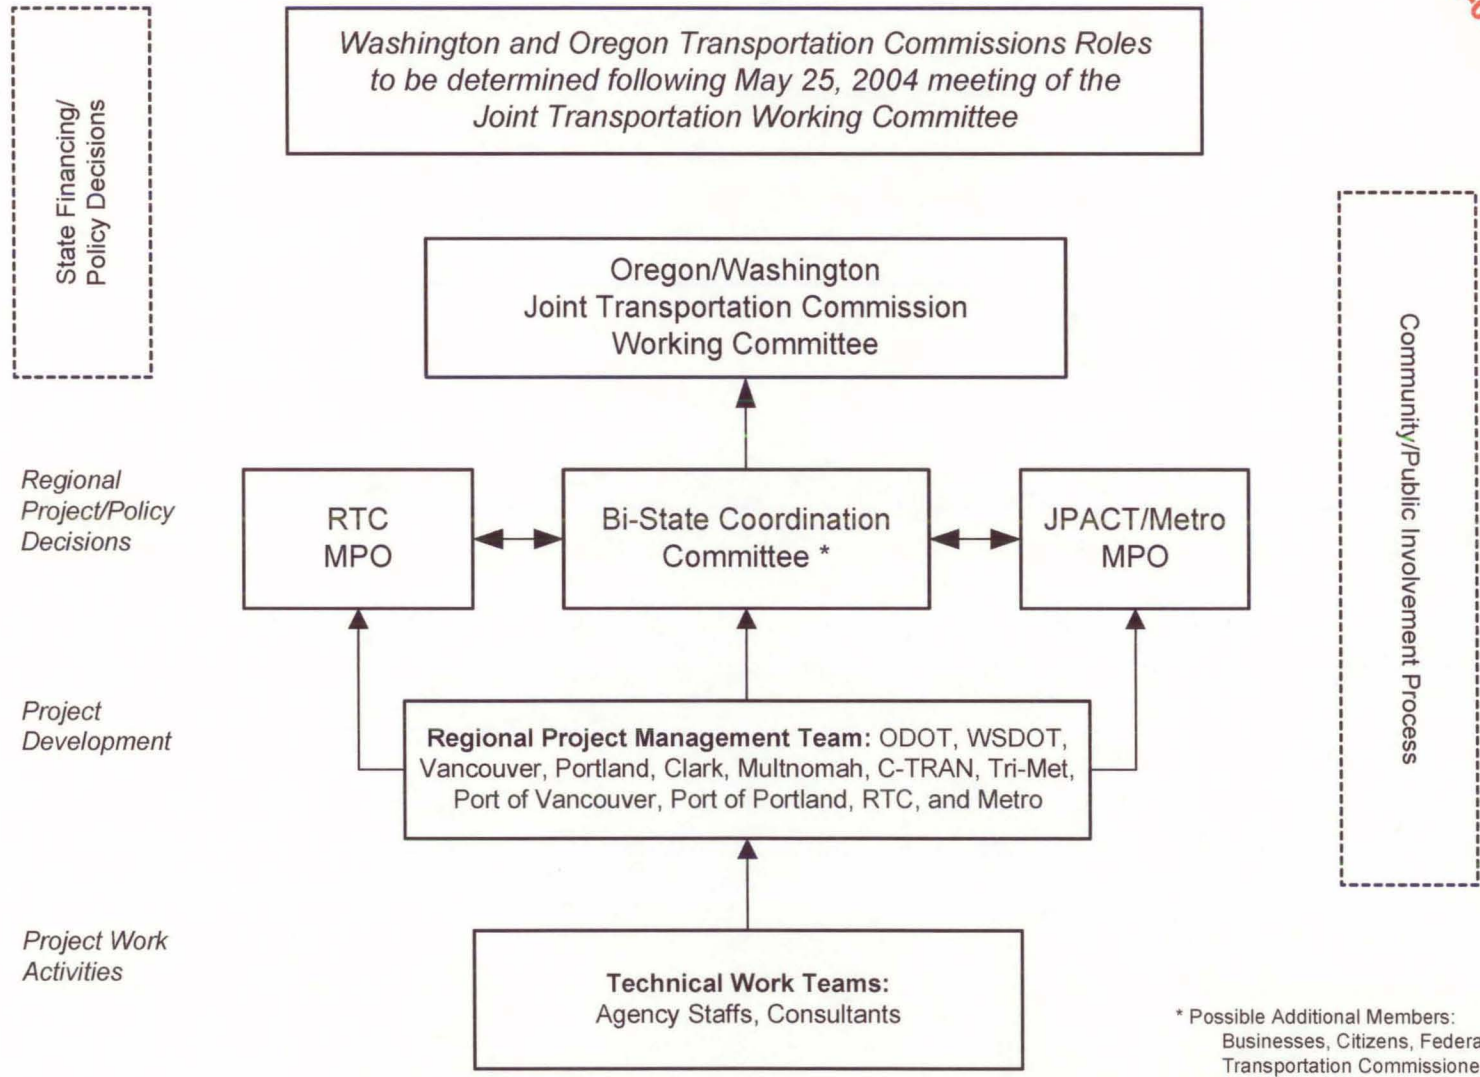 Washington and Oregon Transportation Commissions Roles
to be determined following May 25, 2004 meeting of the
Joint Transportation Working Committee
State Financing/
Policy Decisions
Oregon/Washington
Joint Transportation Commission
Working Committee
Community/Public Involvement Process
Regional
Project/Policy
Decisions
RTC
MPO
Bi-State Coordination
Committee *
JPACT/Metro
MPO
Project
Development
Regional Project Management Team: ODOT, WSDOT,
Vancouver, Portland, Clark, Multnomah, C-TRAN, Tri-Met,
Port of Vancouver, Port of Portland, RTC, and Metro
Project Work
Activities
Technical Work Teams:
Agency Staffs, Consultants
* Possible Additional Members:
Businesses, Citizens, Federa
Transportation Commissione